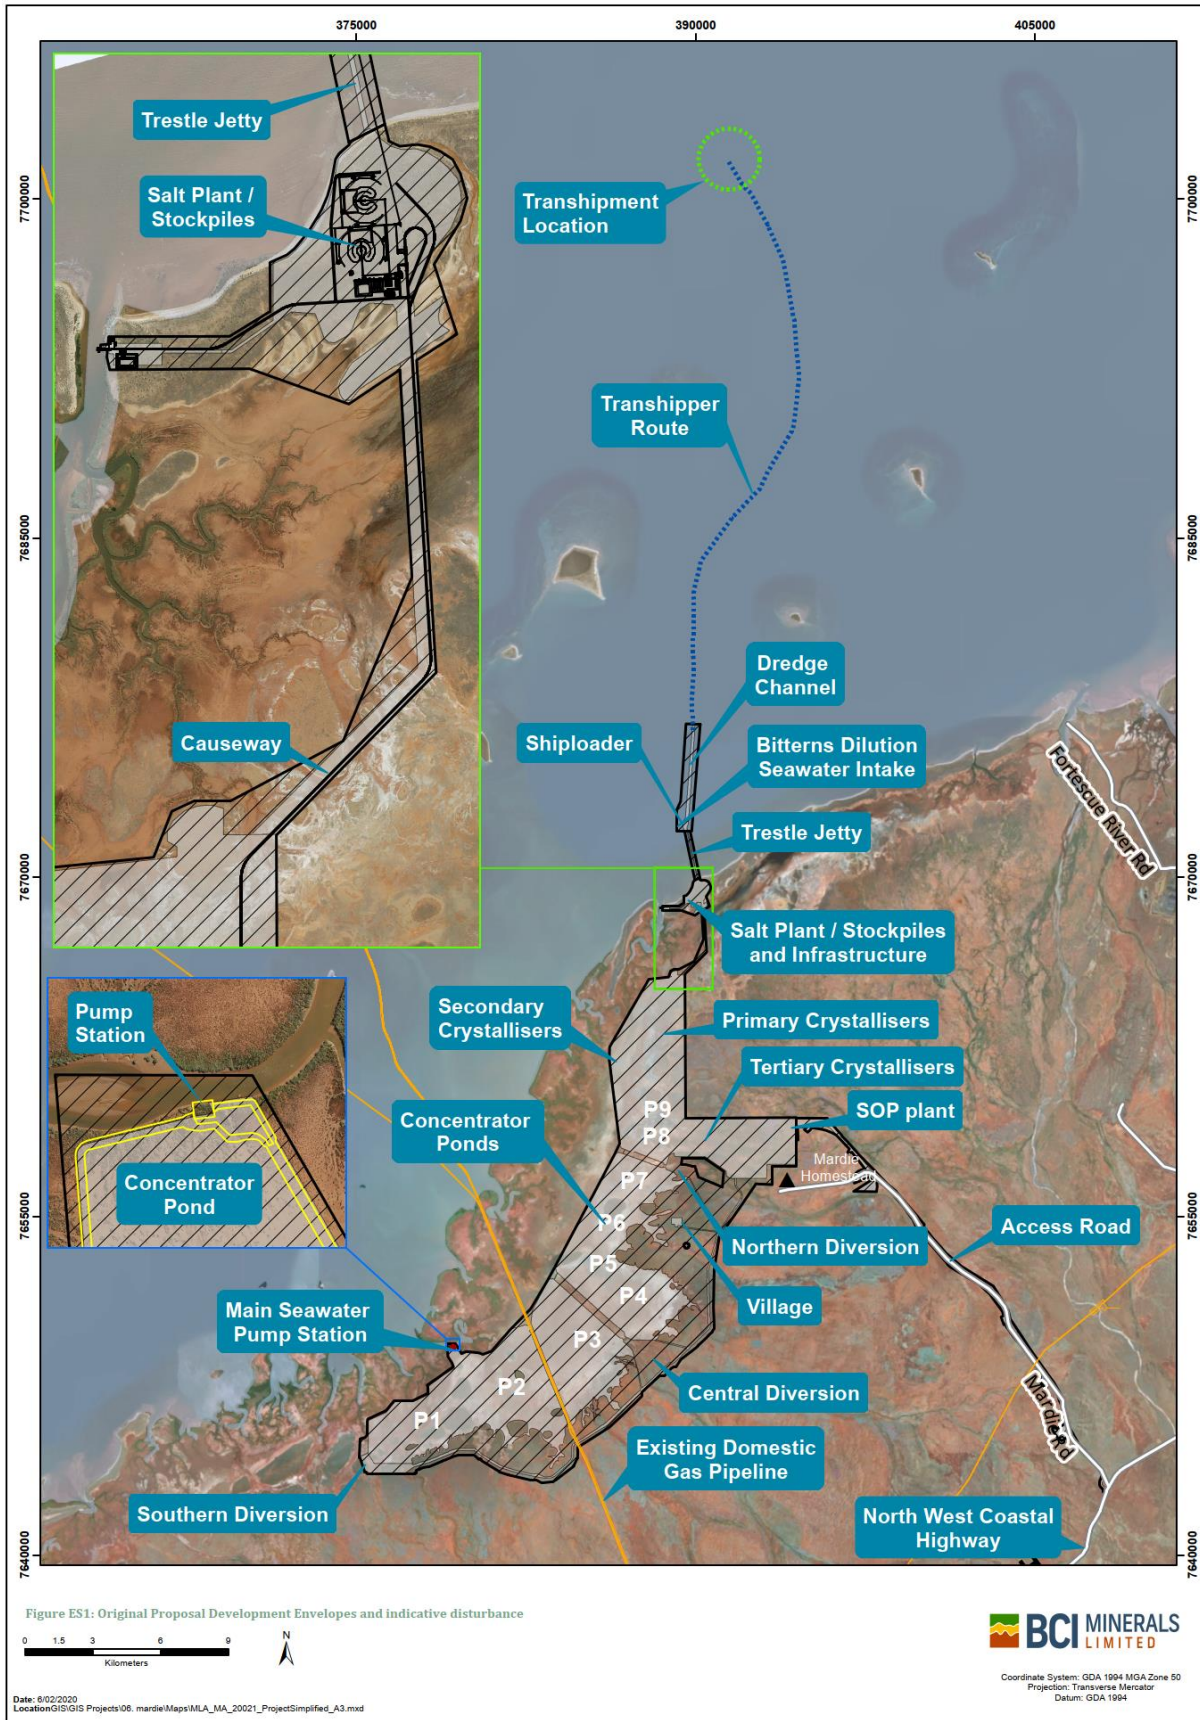 375000
390000
405000
Trestle Jetty
Salt Plant /
Stockpiles
Causeway
Transhipment
Location
Transhipper
Route
7700000
7700000
7685000
7685000
Dredge
Channel
Shiploader
Bitterns Dilution
Seawater Intake
Trestle Jetty
Fortescue River Rd
7670000
7670000
Salt Plant / Stockpiles
and Infrastructure
Pump
Station
Concentrator
Pond
Secondary
Crystallisers
Primary Crystallisers
Tertiary Crystallisers
SOP plant
Concentrator
Ponds
P9
P8
P7
P6
P5
P4
P3
P2
P1
Mardie
Homestead
7655000
7655000
Access Road
Northern Diversion
Village
Main Seawater
Pump Station
Central Diversion
Mardie Rd
Existing Domestic
Gas Pipeline
Southern Diversion
North West Coastal
Highway
7640000
7640000
Figure ES1: Original Proposal Development Envelopes and indicative disturbance
0 1.5 3 6 9
Kilometers
N
BCI MINERALS
LIMITED
Coordinate System: GDA 1994 MGA Zone 50
Projection: Transverse Mercator
Datum: GDA 1994
Date: 6/02/2020
LocationGIS\GIS Projects\06. mardie\Maps\MLA_MA_20021_ProjectSimplified_A3.mxd